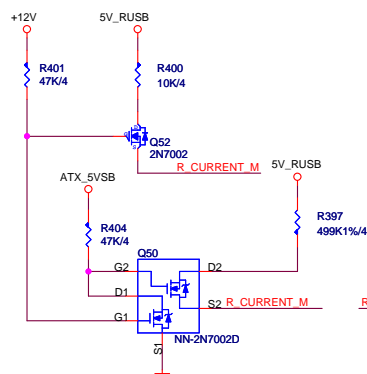 +12V
5V_RUSB
R401
47K/4
R400
10K/4
Q52
2N7002
R_CURRENT_M
ATX_5VSB
5V_RUSB
R404
47K/4
R397
499K1%/4
Q50
G2
D2
D1
S2
R_CURRENT_M
G1
S1
NN-2N7002D